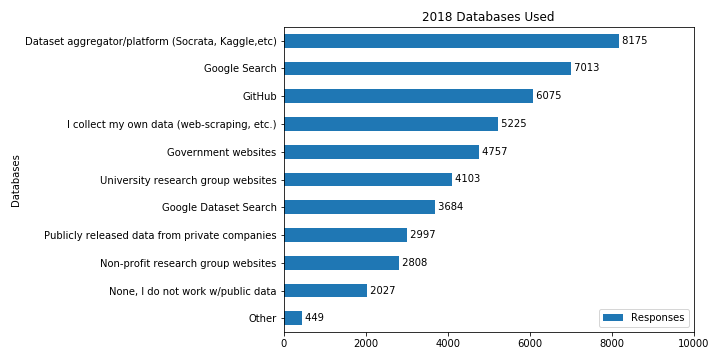 2018 Databases Used
Dataset aggregator/platform (Socrata, Kaggle,etc) 8175
Google Search 7013
GitHub 6075
I collect my own data (web-scraping, etc.) 5225
Government websites 4757
University research group websites 4103
Google Dataset Search 3684
Publicly released data from private companies 2997
Non-profit research group websites 2808
None, I do not work w/public data 2027
Other 449
Databases
Responses
0 2000 4000 6000 8000 10000